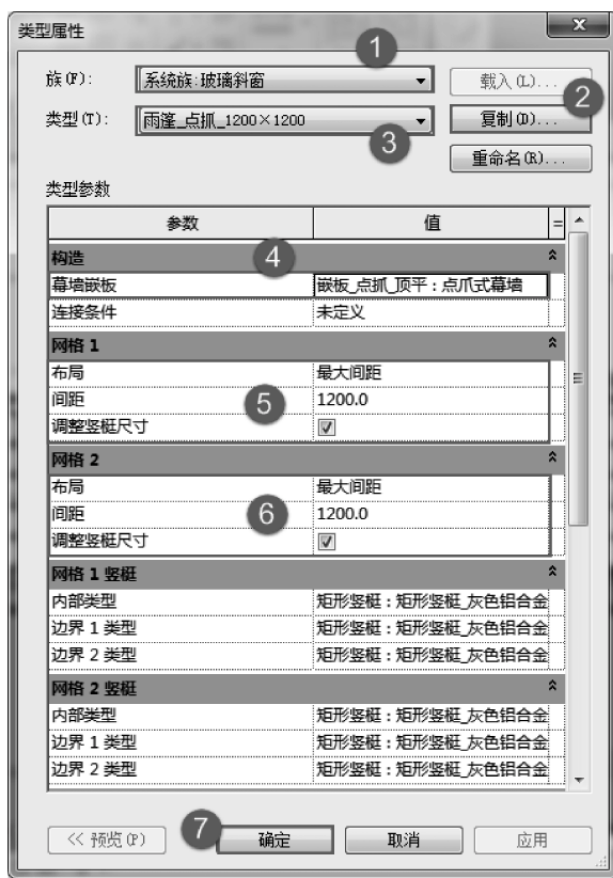 类型属性
x
1
族(F): 系统族:玻璃斜窗 载入(L)...
2
类型(T): 雨篷_点抓_1200×1200 复制(D)...
3
重命名(R)...
类型参数
参数 值 =
4
构造
幕墙嵌板 嵌板_点抓_顶平:点爪式幕墙
连接条件 未定义
网格 1
布局 最大间距
间距 5 1200.0
调整竖梃尺寸
网格 2
布局 最大间距
间距 6 1200.0
调整竖梃尺寸
网格 1 竖梃
内部类型 矩形竖梃:矩形竖梃_灰色铝合金
边界 1 类型 矩形竖梃:矩形竖梃_灰色铝合金
边界 2 类型 矩形竖梃:矩形竖梃_灰色铝合金
网格 2 竖梃
内部类型 矩形竖梃:矩形竖梃_灰色铝合金
边界 1 类型 矩形竖梃:矩形竖梃_灰色铝合金
边界 2 类型 矩形竖梃:矩形竖梃_灰色铝合金
<< 预览(P) 7 确定 取消 应用